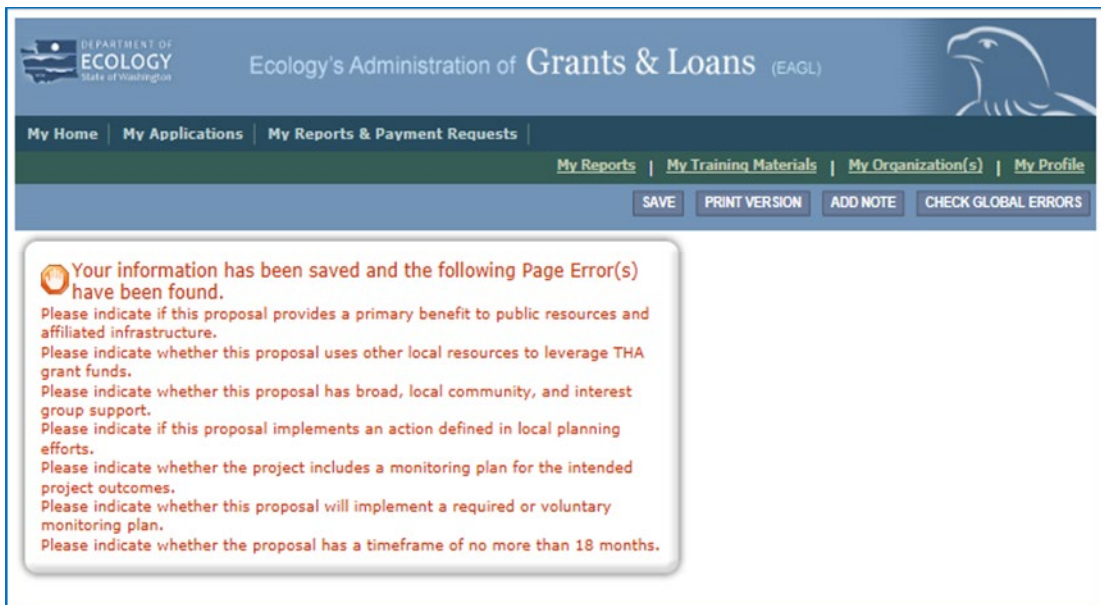 DEPARTMENT OF
ECOLOGY
State of Washington
Ecology's Administration of Grants & Loans (EAGL)
My Home | My Applications | My Reports & Payment Requests |
My Reports | My Training Materials | My Organization(s) | My Profile
SAVE PRINT VERSION ADD NOTE CHECK GLOBAL ERRORS
Your information has been saved and the following Page Error(s)
have been found.
Please indicate if this proposal provides a primary benefit to public resources and
affiliated infrastructure.
Please indicate whether this proposal uses other local resources to leverage THA
grant funds.
Please indicate whether this proposal has broad, local community, and interest
group support.
Please indicate if this proposal implements an action defined in local planning
efforts.
Please indicate whether the project includes a monitoring plan for the intended
project outcomes.
Please indicate whether this proposal will implement a required or voluntary
monitoring plan.
Please indicate whether the proposal has a timeframe of no more than 18 months.